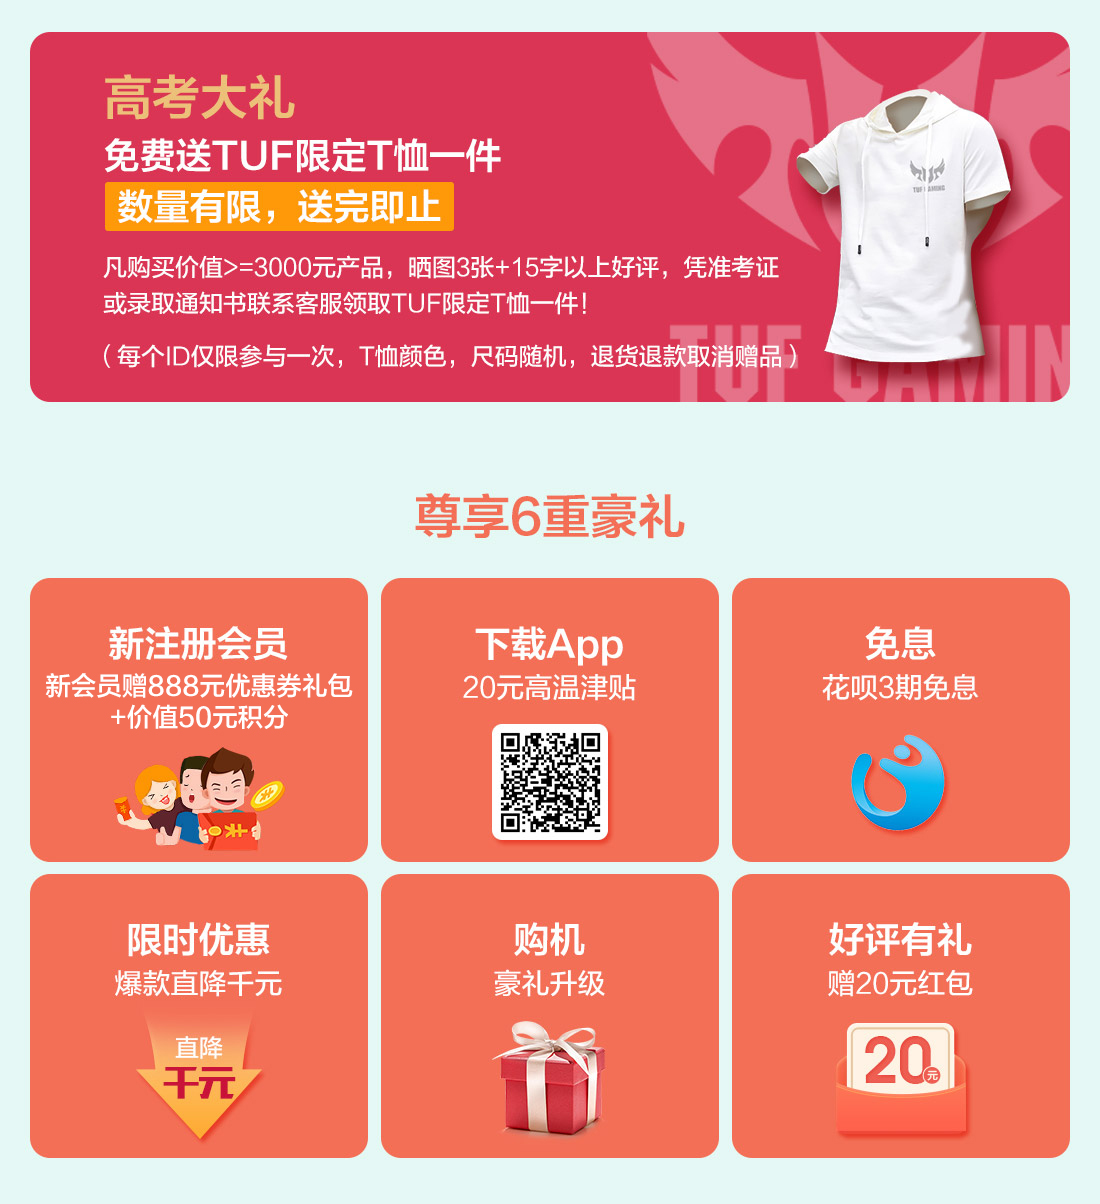 高考大礼
免费送TUF限定T恤一件
数量有限，送完即止
凡购买价值>=3000元产品，晒图3张+15字以上好评，凭准考证
或录取通知书联系客服领取TUF限定T恤一件！
（每个ID仅限参与一次，T恤颜色，尺码随机，退货退款取消赠品）
TUF GAMING
TUF GAMIN
尊享6重豪礼
新注册会员
新会员赠888元优惠券礼包
+价值50元积分
下载App
20元高温津贴
免息
花呗3期免息
限时优惠
爆款直降千元
直降
千元
购机
豪礼升级
好评有礼
赠20元红包
20元